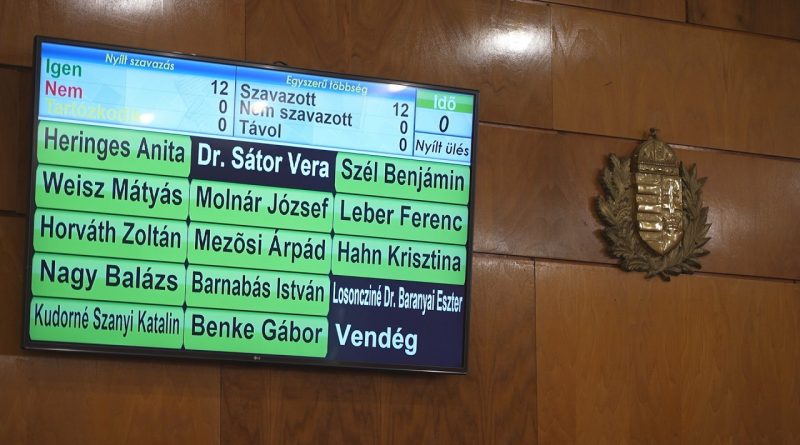 Nyílt szavazás
Igen 12
Nem 0
Tartózkodik 0
Egyszerű többség
Szavazott 12
Nem szavazott 0
Távol 0
Idő
0
Nyílt ülés
Heringes Anita Dr. Sátor Vera Szél Benjámin
Weisz Mátyás Molnár József Leber Ferenc
Horváth Zoltán Mezõsi Árpád Hahn Krisztina
Nagy Balázs Barnabás István Losoncziné Dr. Baranyai Eszter
Kudorné Szanyi Katalin Benke Gábor Vendég
LG